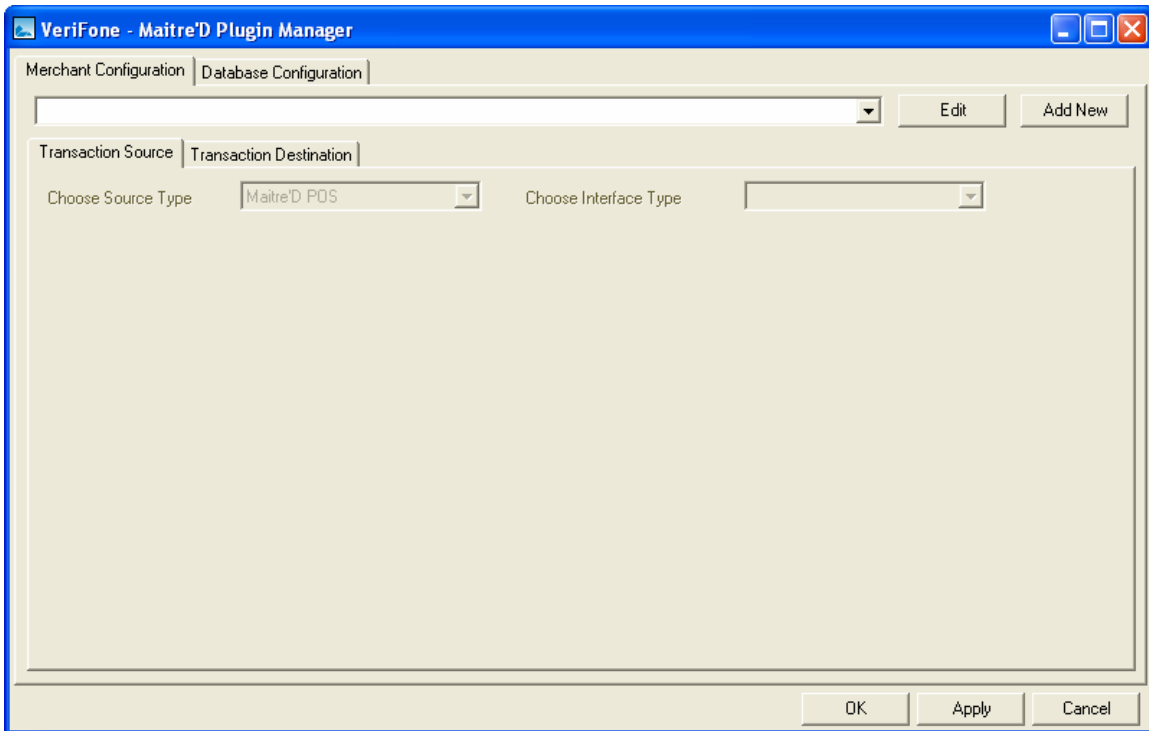 VeriFone - Maitre'D Plugin Manager
Merchant Configuration Database Configuration
Edit Add New
Transaction Source Transaction Destination
Choose Source Type Maitre'D POS Choose Interface Type
OK Apply Cancel